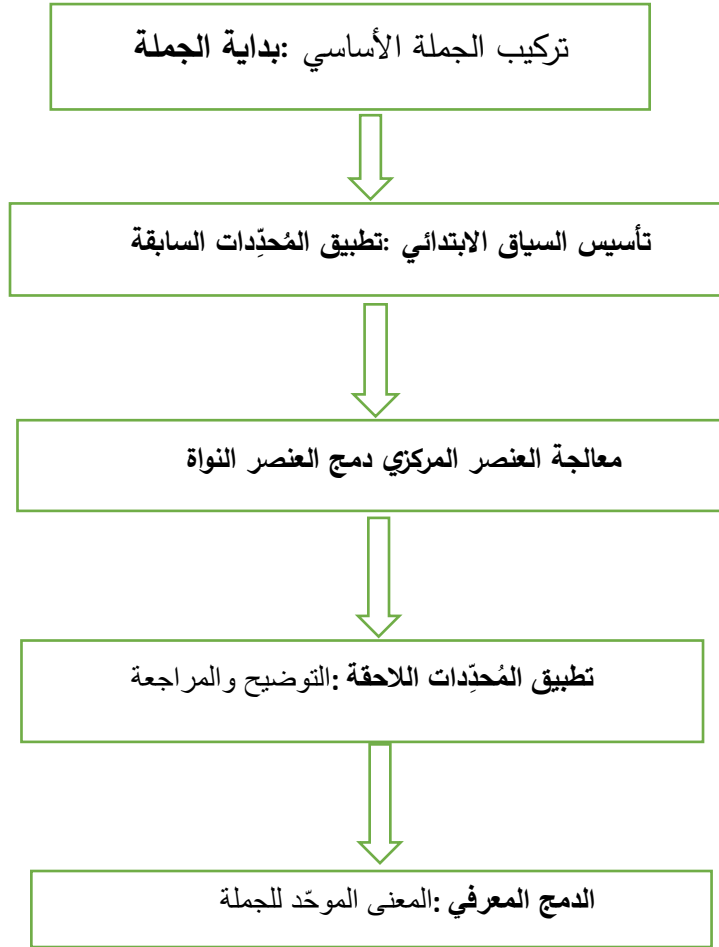 تركيب الجملة الأساسي :بداية الجملة
تأسيس السياق الابتدائي :تطبيق المُحدِّدات السابقة
معالجة العنصر المركزي دمج العنصر النواة
تطبيق المُحدِّدات اللاحقة :التوضيح والمراجعة
الدمج المعرفي :المعنى الموحّد للجملة